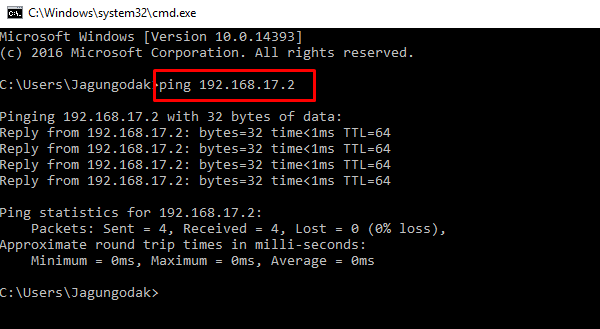 C:\Windows\system32\cmd.exe
Microsoft Windows [Version 10.0.14393]
(c) 2016 Microsoft Corporation. All rights reserved.
C:\Users\Jagungodak>ping 192.168.17.2
Pinging 192.168.17.2 with 32 bytes of data:
Reply from 192.168.17.2: bytes=32 time<1ms TTL=64
Reply from 192.168.17.2: bytes=32 time<1ms TTL=64
Reply from 192.168.17.2: bytes=32 time<1ms TTL=64
Reply from 192.168.17.2: bytes=32 time<1ms TTL=64
Ping statistics for 192.168.17.2:
Packets: Sent = 4, Received = 4, Lost = 0 (0% loss),
Approximate round trip times in milli-seconds:
Minimum = 0ms, Maximum = 0ms, Average = 0ms
C:\Users\Jagungodak>